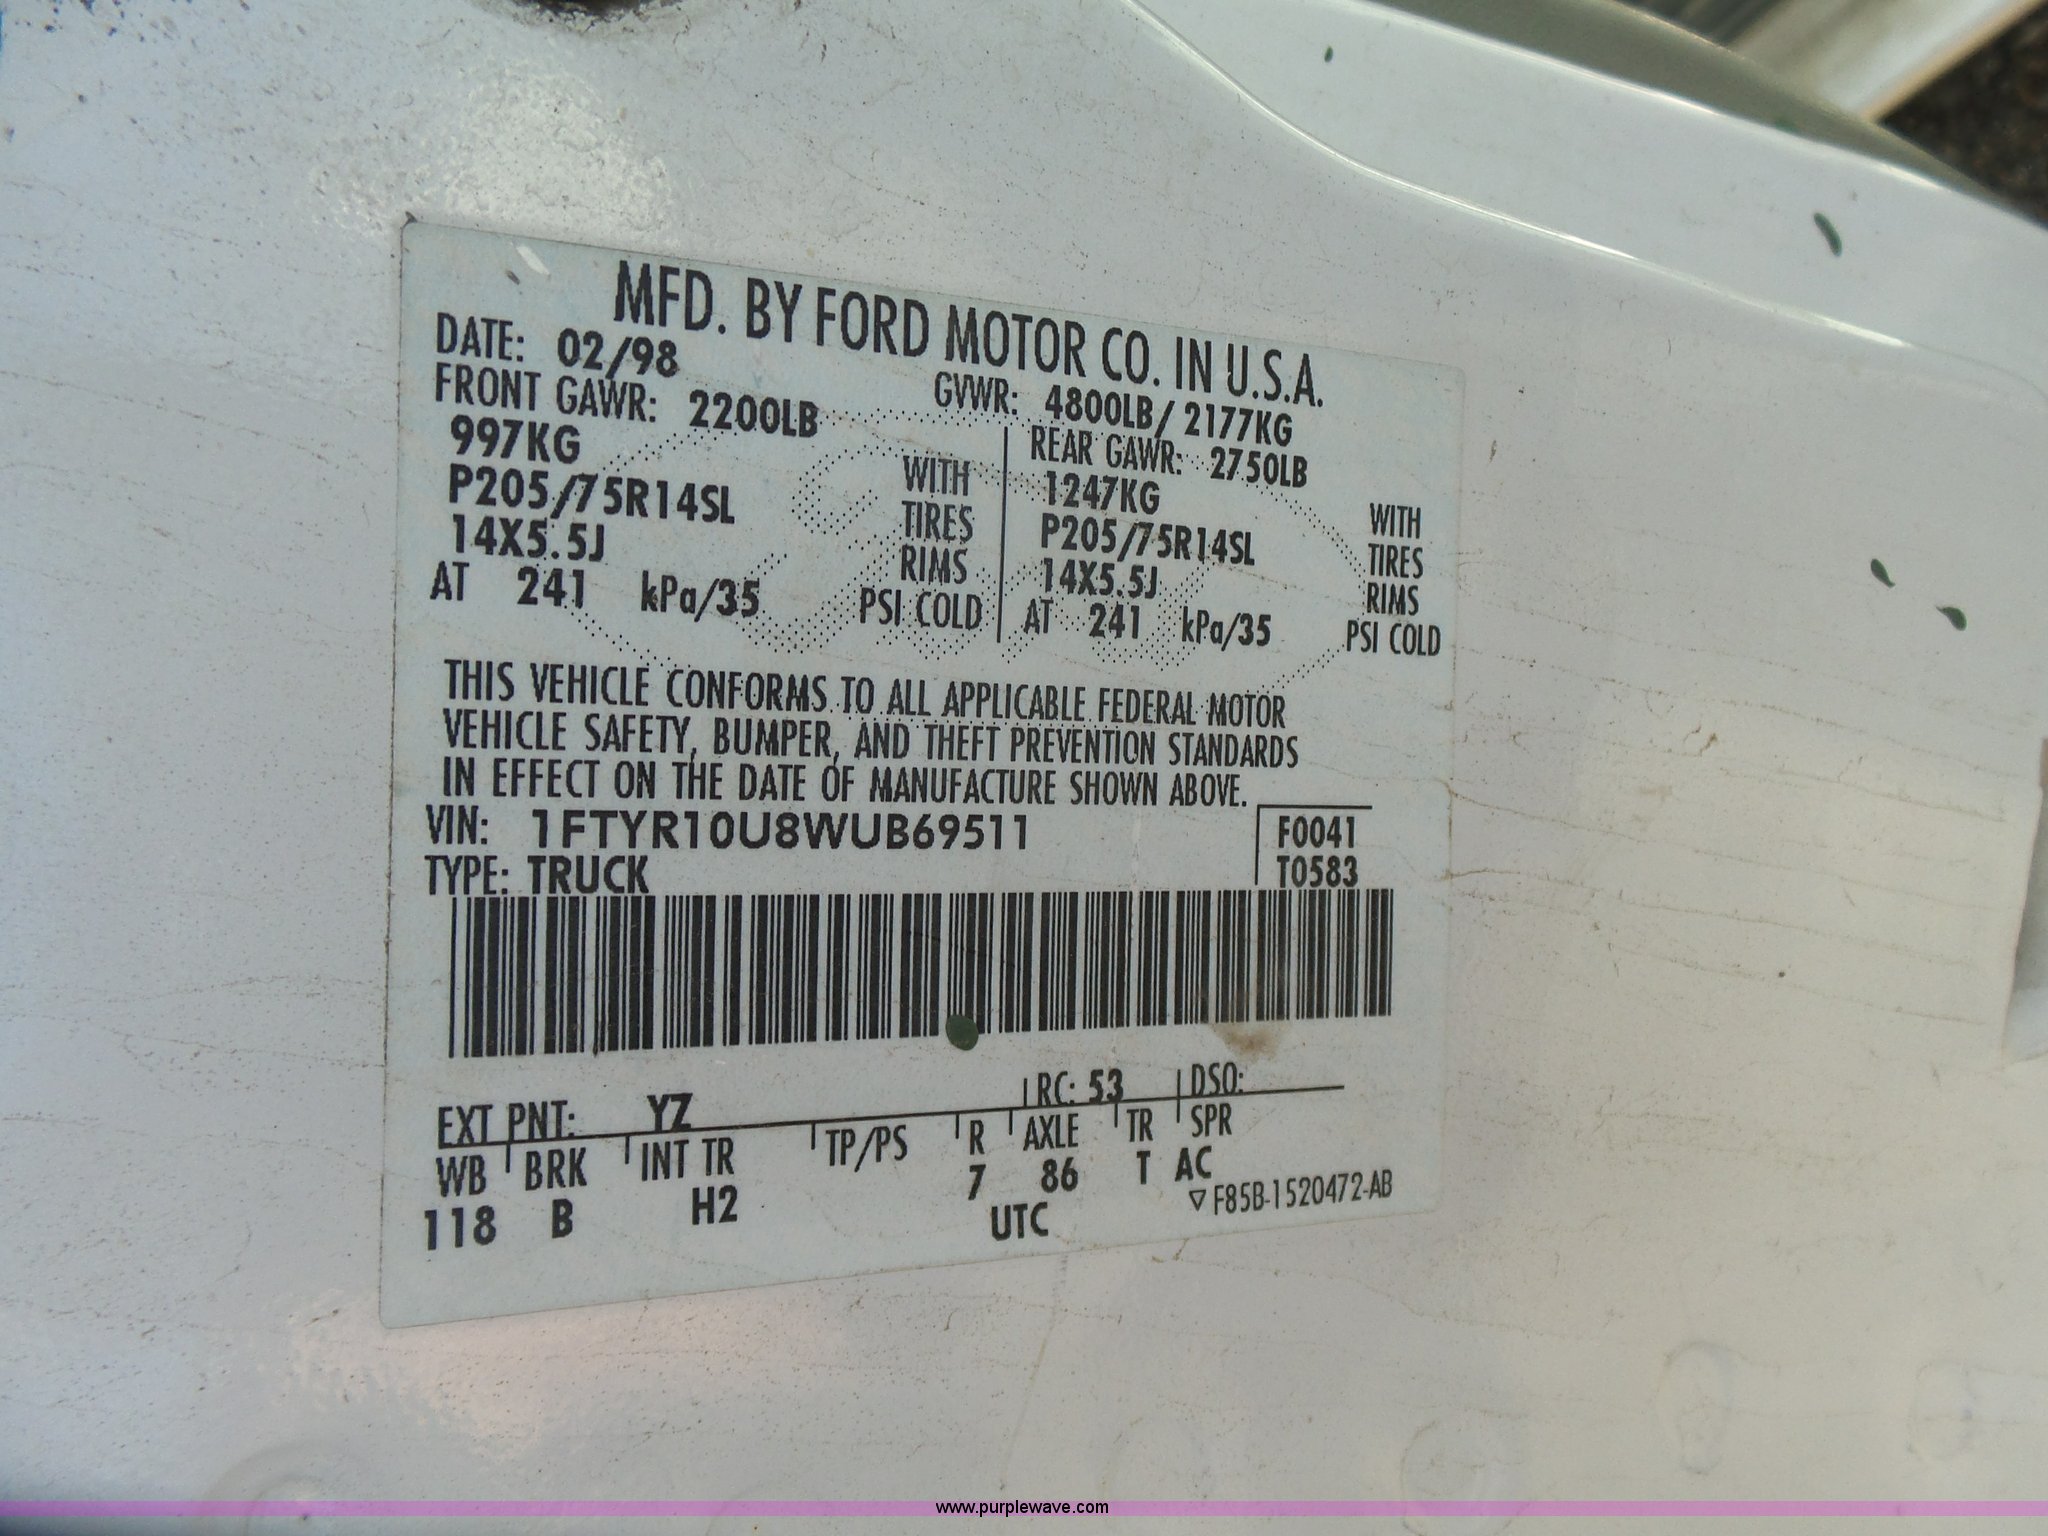 MFD. BY FORD MOTOR CO. IN U.S.A.
DATE: 02/98 GVWR: 4800LB/ 2177KG
FRONT GAWR: 2200LB REAR GAWR: 2750LB
997KG WITH 1247KG WITH
P205/75R14SL TIRES P205/75R14SL TIRES
14X5.5J RIMS 14X5.5J RIMS
AT 241 kPa/35 PSI COLD AT 241 kPa/35 PSI COLD
THIS VEHICLE CONFORMS TO ALL APPLICABLE FEDERAL MOTOR
VEHICLE SAFETY, BUMPER, AND THEFT PREVENTION STANDARDS
IN EFFECT ON THE DATE OF MANUFACTURE SHOWN ABOVE.
VIN: 1FTYR10U8WUB69511 F0041
TYPE: TRUCK T0583
EXT PNT: YZ RC: 53 DSO:
WB BRK INT TR TP/PS R AXLE TR SPR
118 B H2 7 86 T AC
UTC ▽F85B-1520472-AB
www.purplewave.com